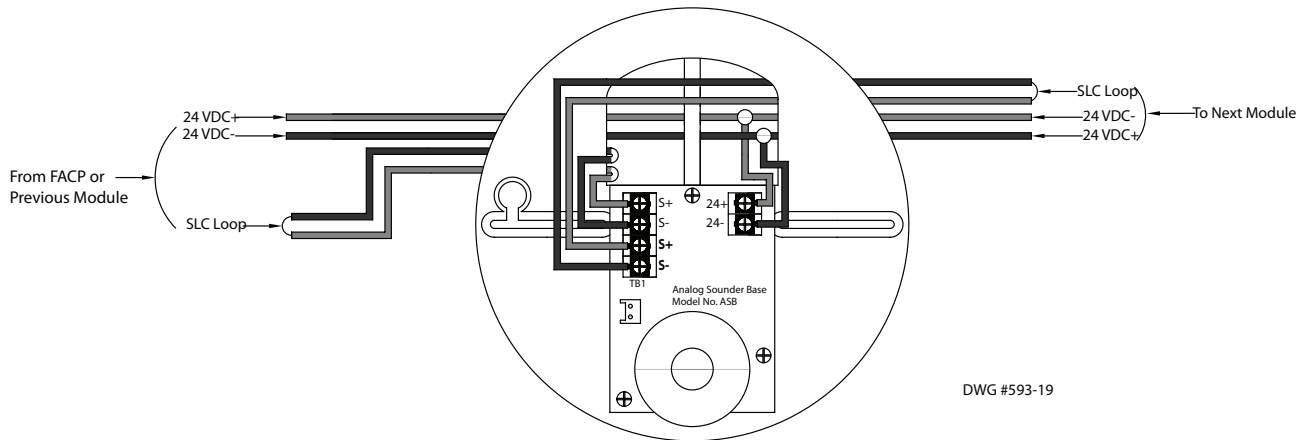 24 VDC+
24 VDC-
From FACP or
Previous Module
SLC Loop
S+
S-
S+
S-
TB1
24+
24-
Analog Sounder Base
Model No. ASB
SLC Loop
24 VDC-
24 VDC+
To Next Module
DWG #593-19